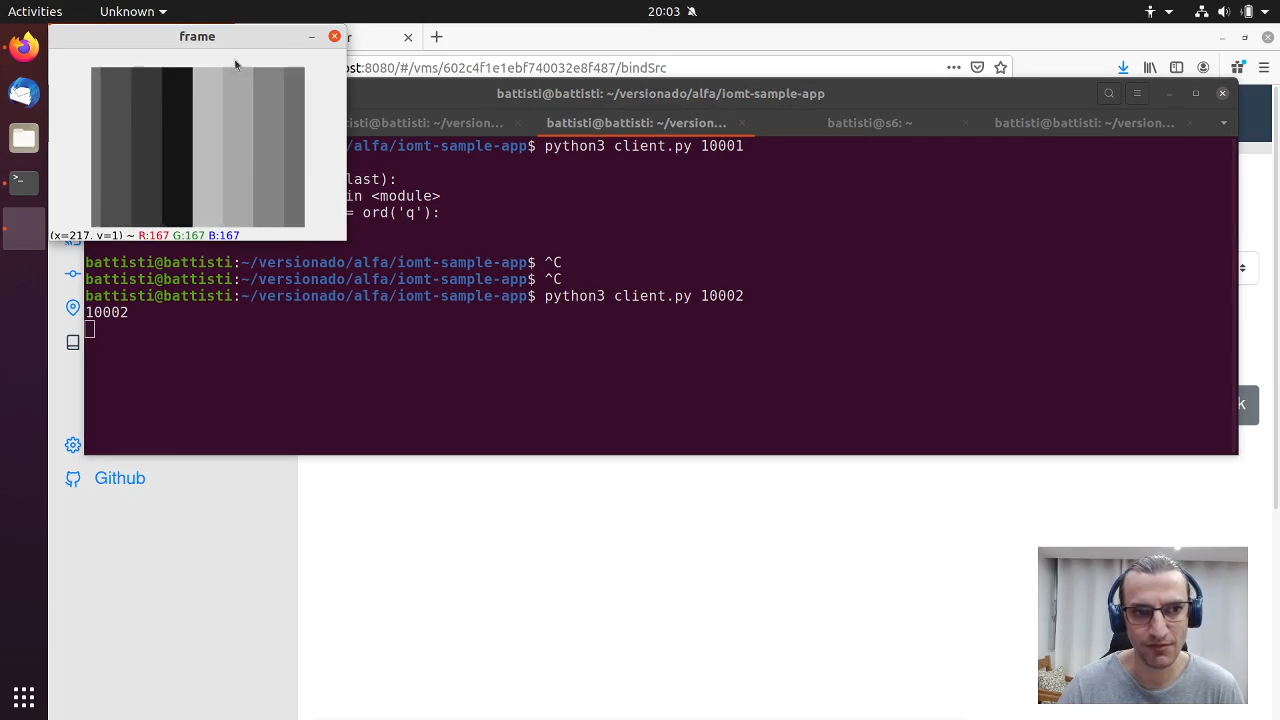 Activities
Unknown
20:03
frame
r
ost:8080/#/vms/602c4f1e1ebf740032e8f487/bindSrc
battisti@battisti: ~/versionado/alfa/iomt-sample-app
battisti@battisti: ~/version...
battisti@battisti: ~/version...
battisti@s6: ~
battisti@battisti: ~/version...
/alfa/iomt-sample-app$ python3 client.py 10001
last):
in <module>
= ord('q'):
(x=217, y=1) ~ R:167 G:167 B:167
battisti@battisti:~/versionado/alfa/iomt-sample-app$ ^C
battisti@battisti:~/versionado/alfa/iomt-sample-app$ ^C
battisti@battisti:~/versionado/alfa/iomt-sample-app$ python3 client.py 10002
10002
k
Github